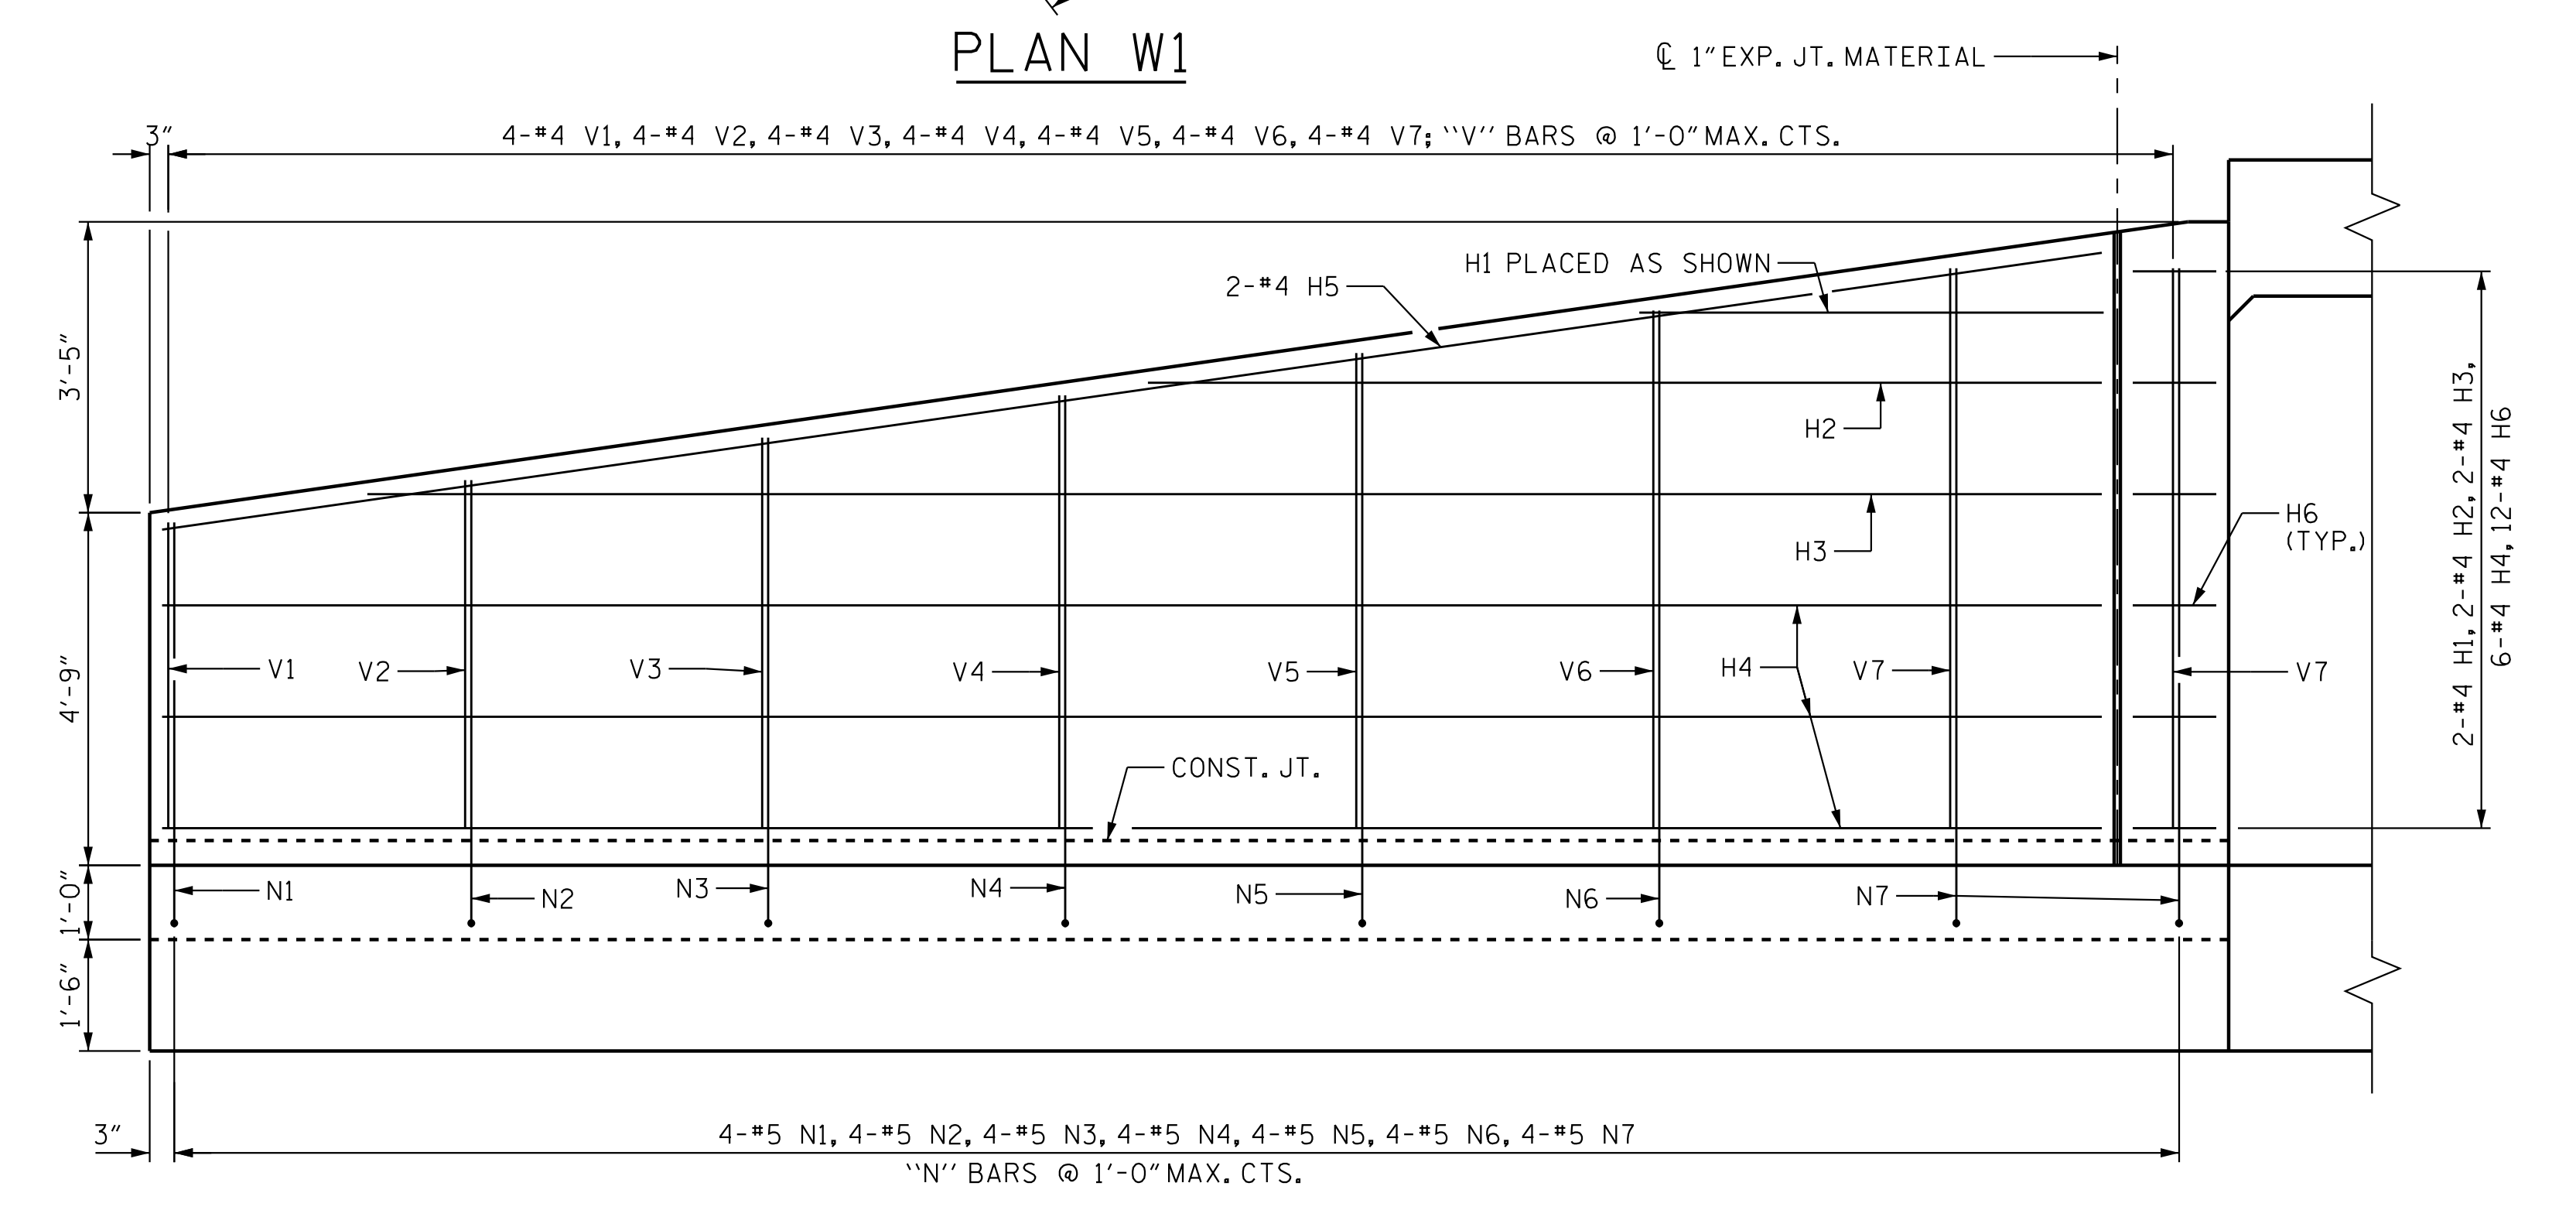 PLAN W1
℄ 1" EXP. JT. MATERIAL
3"
4-#4 V1, 4-#4 V2, 4-#4 V3, 4-#4 V4, 4-#4 V5, 4-#4 V6, 4-#4 V7; ``V'' BARS @ 1'-0" MAX. CTS.
H1 PLACED AS SHOWN
2-#4 H5
3'-5"
H2
2-#4 H1, 2-#4 H2, 2-#4 H3,
6-#4 H4, 12-#4 H6
H3
H6
(TYP.)
4'-9"
V1
V2
V3
V4
V5
V6
H4
V7
V7
CONST. JT.
1'-0"
N1
N2
N3
N4
N5
N6
N7
1'-6"
3"
4-#5 N1, 4-#5 N2, 4-#5 N3, 4-#5 N4, 4-#5 N5, 4-#5 N6, 4-#5 N7
``N'' BARS @ 1'-0" MAX. CTS.